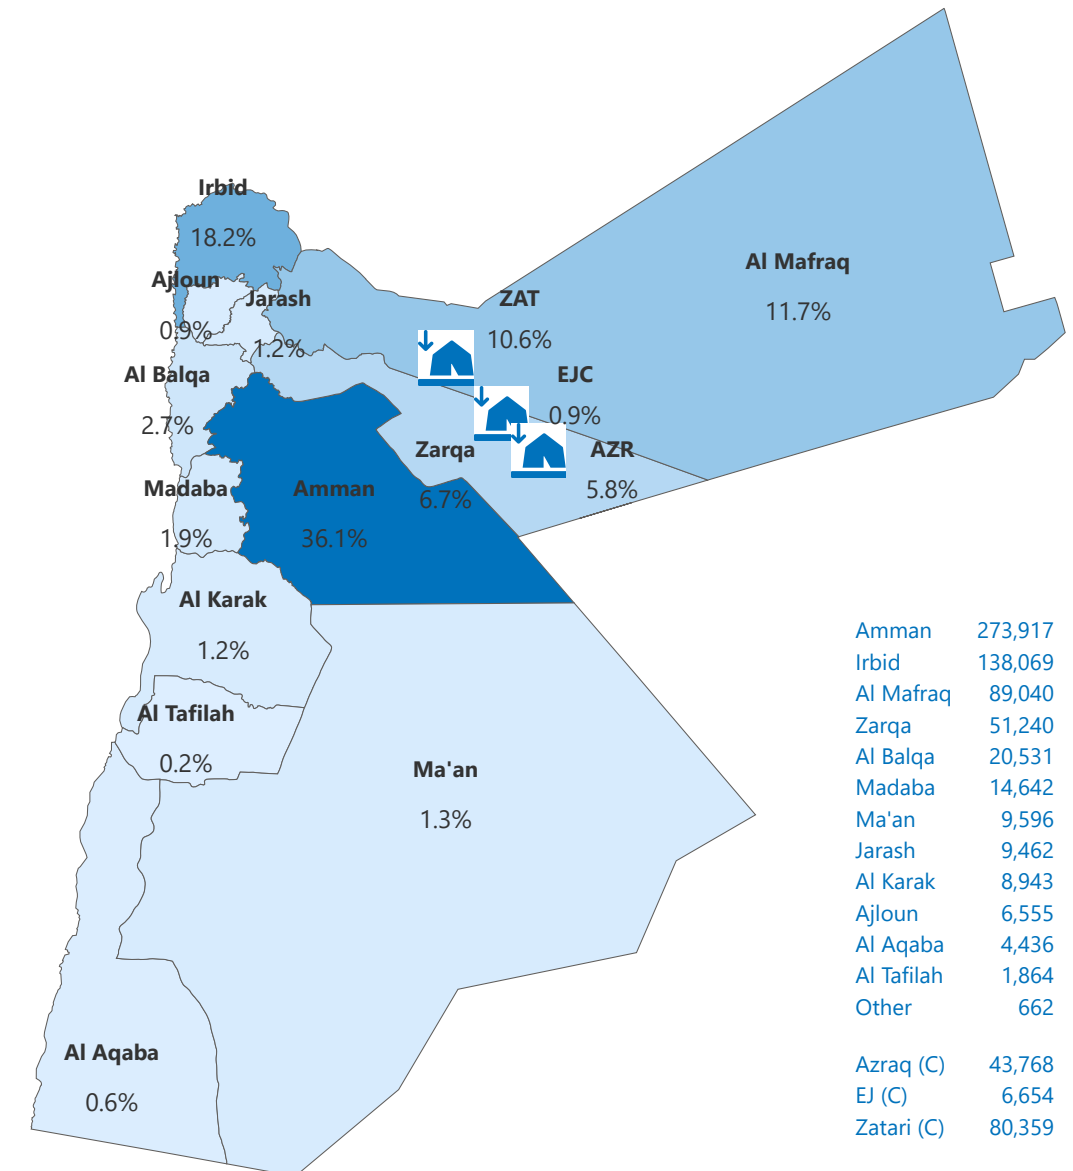 Irbid
18.2%
Al Mafraq
11.7%
Ajloun
0.9%
Jarash
1.2%
ZAT
10.6%
EJC
0.9%
Al Balqa
2.7%
Zarqa
6.7%
AZR
5.8%
Madaba
1.9%
Amman
36.1%
Al Karak
1.2%
Al Tafilah
0.2%
Ma'an
1.3%
Al Aqaba
0.6%
Amman 273,917
Irbid 138,069
Al Mafraq 89,040
Zarqa 51,240
Al Balqa 20,531
Madaba 14,642
Ma'an 9,596
Jarash 9,462
Al Karak 8,943
Ajloun 6,555
Al Aqaba 4,436
Al Tafilah 1,864
Other 662
Azraq (C) 43,768
EJ (C) 6,654
Zatari (C) 80,359